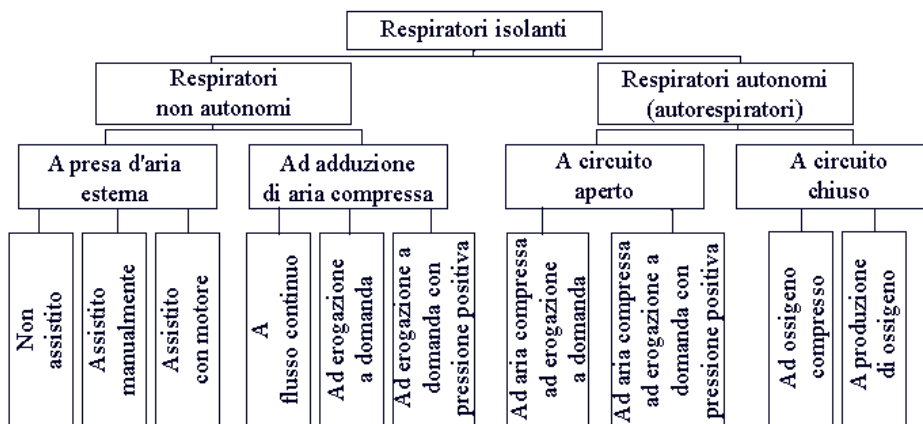 Respiratori isolanti
Respiratori
non autonomi
Respiratori autonomi
(autorespiratori)
A presa d'aria
esterna
Ad adduzione
di aria compressa
A circuito
aperto
A circuito
chiuso
Non
assistito
Assistito
manualmente
Assistito
con motore
A
flusso continuo
Ad erogazione
a domanda
Ad erogazione a
domanda con
pressione positiva
Ad aria compressa
ad erogazione
a domanda
Ad aria compressa
ad erogazione a
domanda con
pressione positiva
Ad ossigeno
compresso
A produzione
di ossigeno